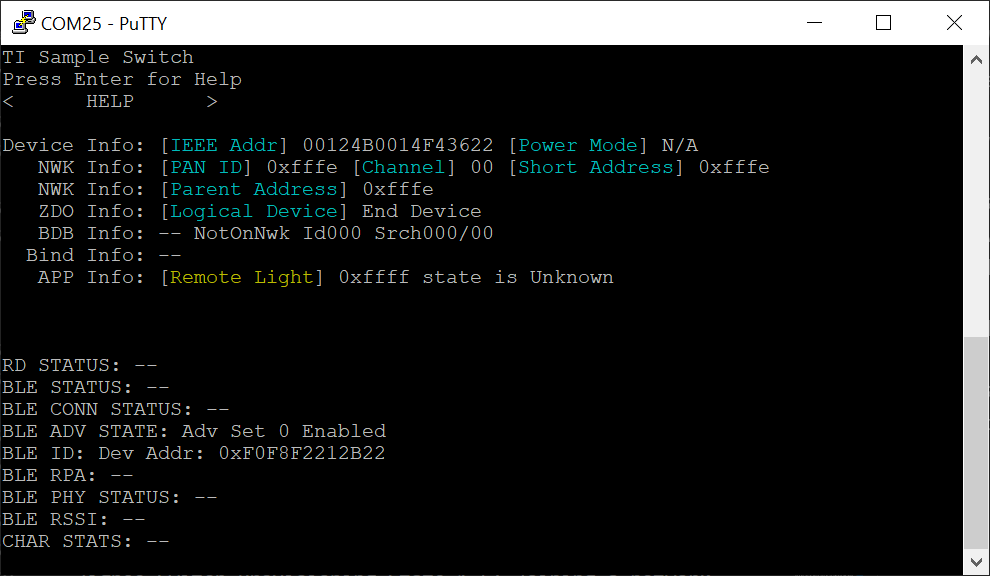 COM25 - PuTTY
TI Sample Switch
Press Enter for Help
<      HELP      >
Device Info: [IEEE Addr] 00124B0014F43622 [Power Mode] N/A
NWK Info: [PAN ID] 0xfffe [Channel] 00 [Short Address] 0xfffe
NWK Info: [Parent Address] 0xfffe
ZDO Info: [Logical Device] End Device
BDB Info: -- NotOnNwk Id000 Srch000/00
Bind Info: --
APP Info: [Remote Light] 0xffff state is Unknown
RD STATUS: --
BLE STATUS: --
BLE CONN STATUS: --
BLE ADV STATE: Adv Set 0 Enabled
BLE ID: Dev Addr: 0xF0F8F2212B22
BLE RPA: --
BLE PHY STATUS: --
BLE RSSI: --
CHAR STATS: --